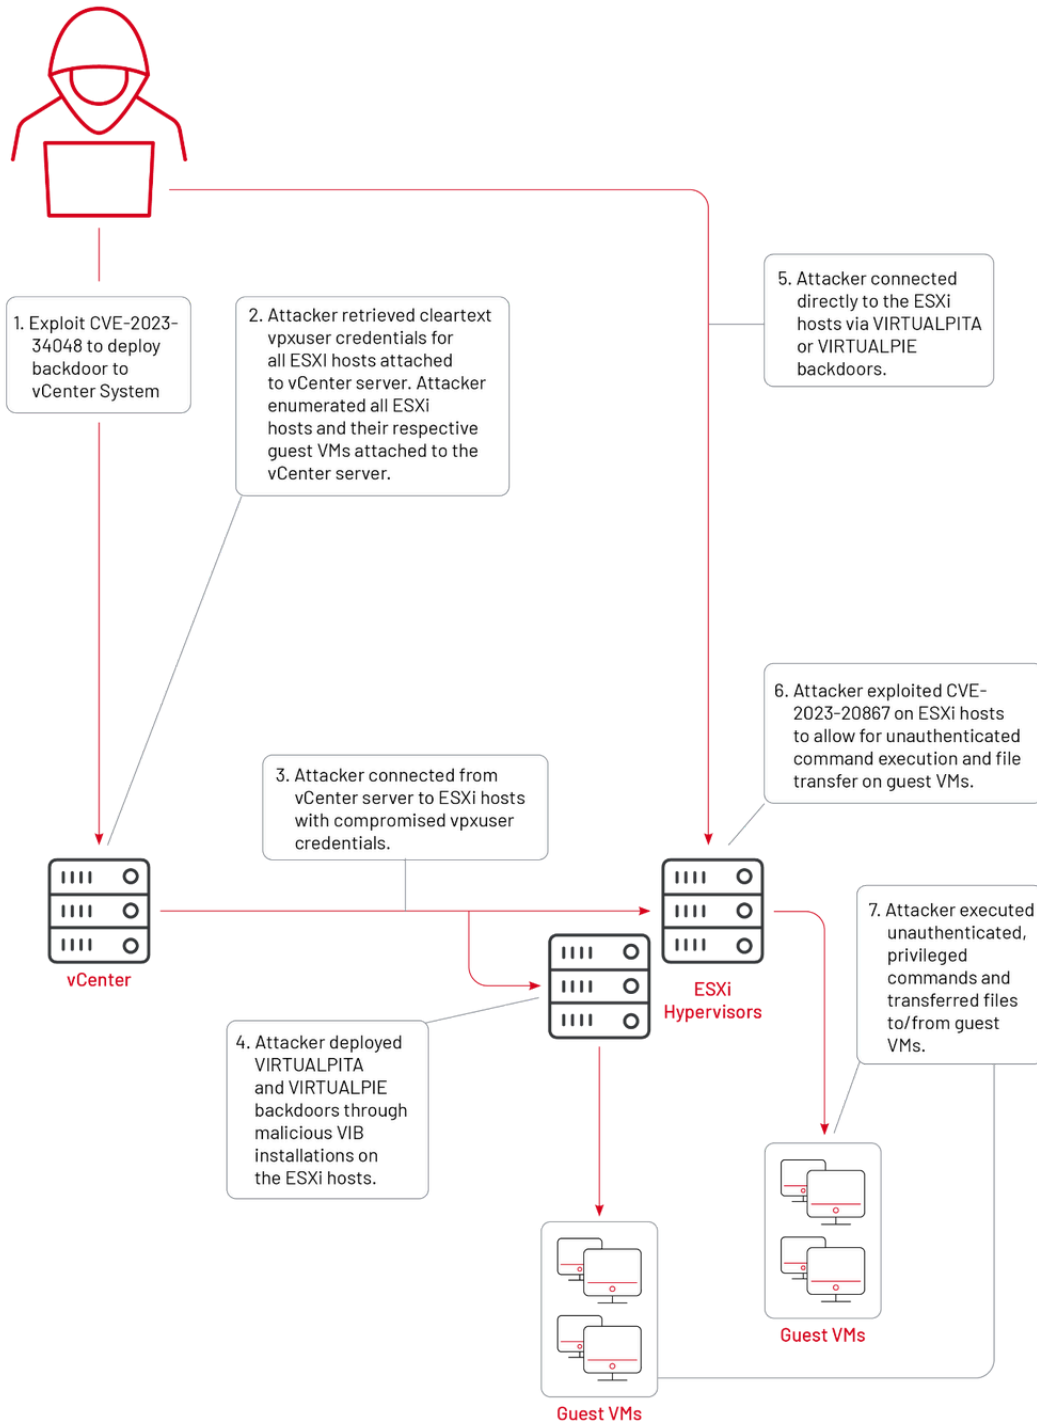 1. Exploit CVE-2023-
34048 to deploy
backdoor to
vCenter System
2. Attacker retrieved cleartext
vpxuser credentials for
all ESXI hosts attached
to vCenter server. Attacker
enumerated all ESXi
hosts and their respective
guest VMs attached to the
vCenter server.
5. Attacker connected
directly to the ESXi
hosts via VIRTUALPITA
or VIRTUALPIE
backdoors.
6. Attacker exploited CVE-
2023-20867 on ESXi hosts
to allow for unauthenticated
command execution and file
transfer on guest VMs.
3. Attacker connected from
vCenter server to ESXi hosts
with compromised vpxuser
credentials.
vCenter
ESXi
Hypervisors
7. Attacker executed
unauthenticated,
privileged
commands and
transferred files
to/from guest
VMs.
4. Attacker deployed
VIRTUALPITA
and VIRTUALPIE
backdoors through
malicious VIB
installations on
the ESXi hosts.
Guest VMs
Guest VMs